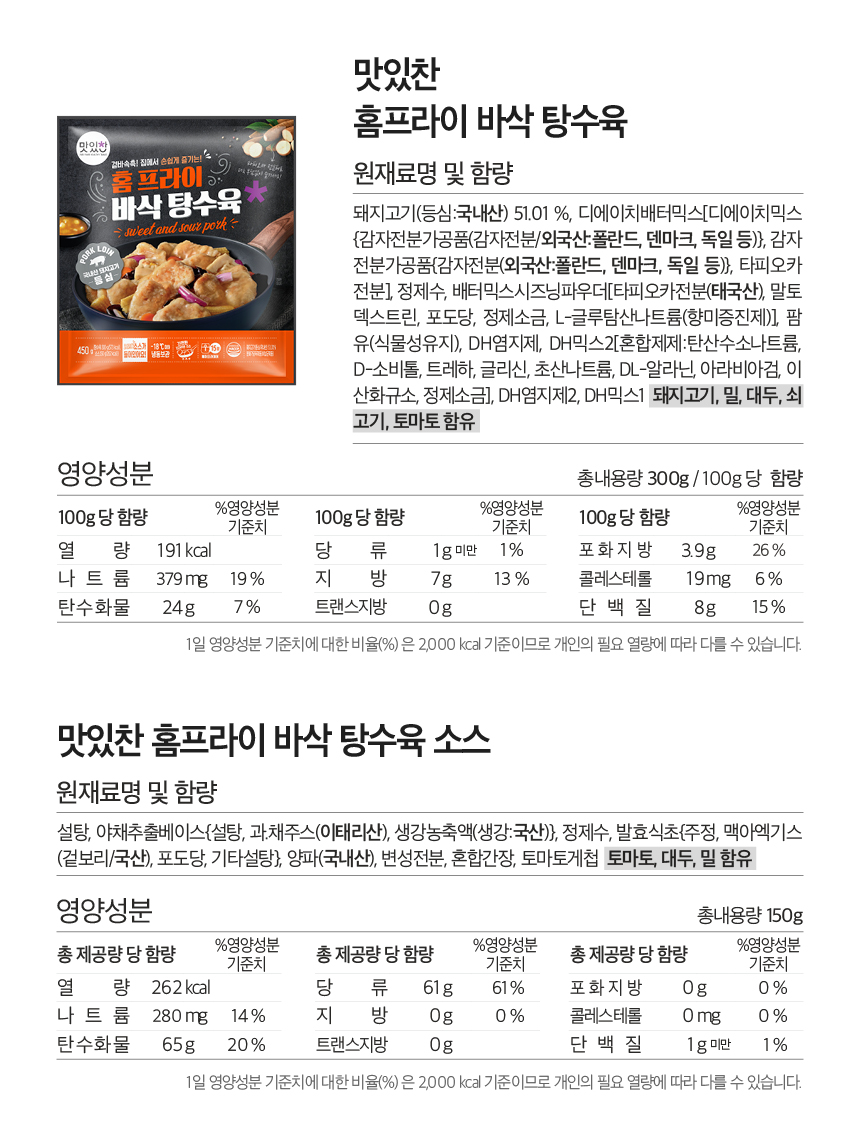 맛있찬
홈프라이 바삭 탕수육
맛있찬
겉바속촉! 집에서 손쉽게 즐기는!
홈 프라이
바삭 탕수육
sweet and sour pork
PORK LOIN
국내산 돼지고기
등심
450 g
-18℃이하
냉동보관
원재료명 및 함량
돼지고기(등심:국내산) 51.01 %, 디에이치배터믹스[디에이치믹스
{감자전분가공품(감자전분/외국산:폴란드, 덴마크, 독일 등)}, 감자
전분가공품{감자전분(외국산:폴란드, 덴마크, 독일 등)}, 타피오카
전분], 정제수, 배터믹스시즈닝파우더[타피오카전분(태국산), 말토
덱스트린, 포도당, 정제소금, L-글루탐산나트륨(향미증진제)], 팜
유(식물성유지), DH염지제, DH믹스2[혼합제제:탄산수소나트륨,
D-소비톨, 트레하, 글리신, 초산나트륨, DL-알라닌, 아라비아검, 이
산화규소, 정제소금], DH염지제2, DH믹스1 돼지고기, 밀, 대두, 쇠
고기, 토마토 함유
영양성분 총내용량 300g / 100g 당 함량
100g 당 함량 %영양성분 기준치 100g 당 함량 %영양성분 기준치 100g 당 함량 %영양성분 기준치
열 량 191 kcal 당 류 1g 미만 1% 포화지방 3.9g 26%
나트륨 379 mg 19% 지 방 7g 13% 콜레스테롤 19mg 6%
탄수화물 24g 7% 트랜스지방 0g 단백질 8g 15%
1일 영양성분 기준치에 대한 비율(%) 은 2,000 kcal 기준이므로 개인의 필요 열량에 따라 다를 수 있습니다.
맛있찬 홈프라이 바삭 탕수육 소스
원재료명 및 함량
설탕, 야채추출베이스{설탕, 과.채주스(이태리산), 생강농축액(생강:국산)}, 정제수, 발효식초{주정, 맥아엑기스
(겉보리/국산), 포도당, 기타설탕}, 양파(국내산), 변성전분, 혼합간장, 토마토케첩 토마토, 대두, 밀 함유
영양성분 총내용량 150g
총 제공량 당 함량 %영양성분 기준치 총 제공량 당 함량 %영양성분 기준치 총 제공량 당 함량 %영양성분 기준치
열 량 262 kcal 당 류 61g 61% 포화지방 0g 0%
나트륨 280 mg 14% 지 방 0g 0% 콜레스테롤 0 mg 0%
탄수화물 65g 20% 트랜스지방 0g 단백질 1g 미만 1%
1일 영양성분 기준치에 대한 비율(%) 은 2,000 kcal 기준이므로 개인의 필요 열량에 따라 다를 수 있습니다.